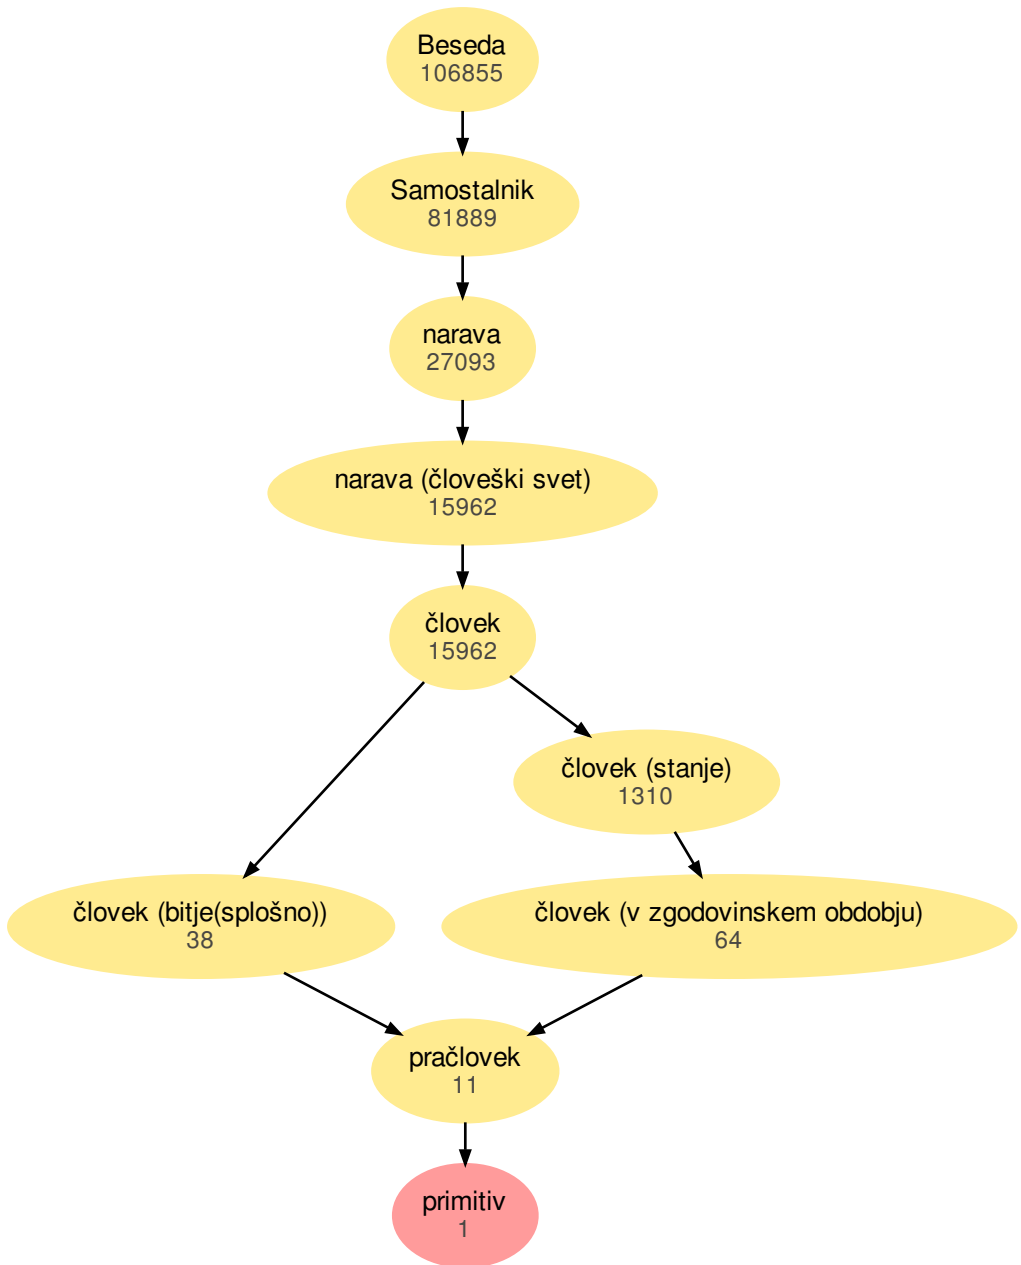 Beseda
106855
Samostalnik
81889
narava
27093
narava (človeški svet)
15962
človek
15962
človek (stanje)
1310
človek (bitje(splošno))
38
človek (v zgodovinskem obdobju)
64
pračlovek
11
primitiv
1